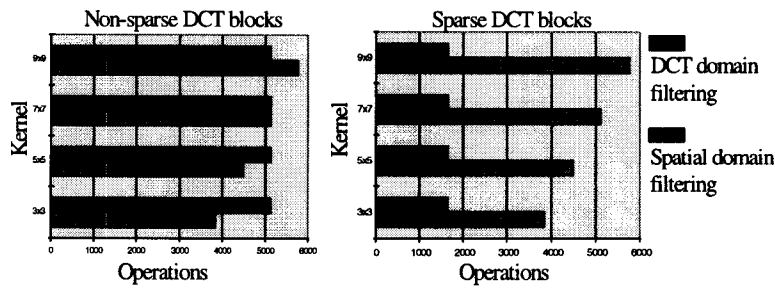 Non-sparse DCT blocks
Kernel
9x9
7x7
5x5
3x3
0 1000 2000 3000 4000 5000 6000
Operations
Sparse DCT blocks
Kernel
9x9
7x7
5x5
3x3
0 1000 2000 3000 4000 5000 6000
Operations
DCT domain
filtering
Spatial domain
filtering